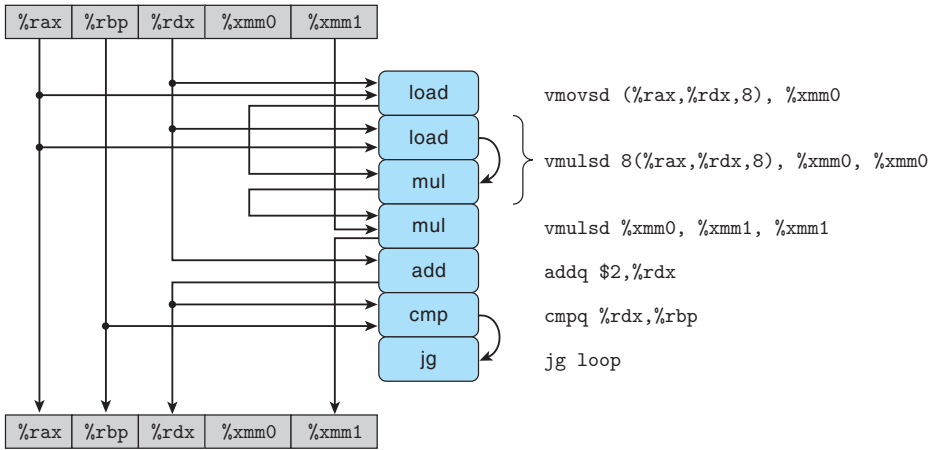 %rax %rbp %rdx %xmm0 %xmm1
load vmovsd (%rax,%rdx,8), %xmm0
load
vmulsd 8(%rax,%rdx,8), %xmm0, %xmm0
mul
mul vmulsd %xmm0, %xmm1, %xmm1
add addq $2,%rdx
cmp cmpq %rdx,%rbp
jg jg loop
%rax %rbp %rdx %xmm0 %xmm1